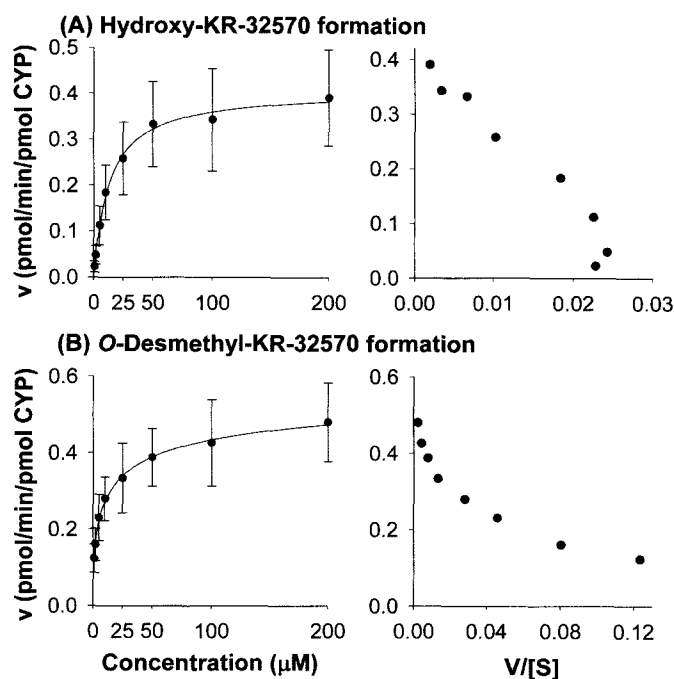 (A) Hydroxy-KR-32570 formation
v (pmol/min/pmol CYP)
0.5
0.4
0.3
0.2
0.1
0.0
0 25 50 100 200
0.4
0.3
0.2
0.1
0.0
0.00 0.01 0.02 0.03
(B) O-Desmethyl-KR-32570 formation
v (pmol/min/pmol CYP)
0.6
0.4
0.2
0.0
0 25 50 100 200
Concentration (μM)
0.6
0.4
0.2
0.0
0.00 0.04 0.08 0.12
V/[S]